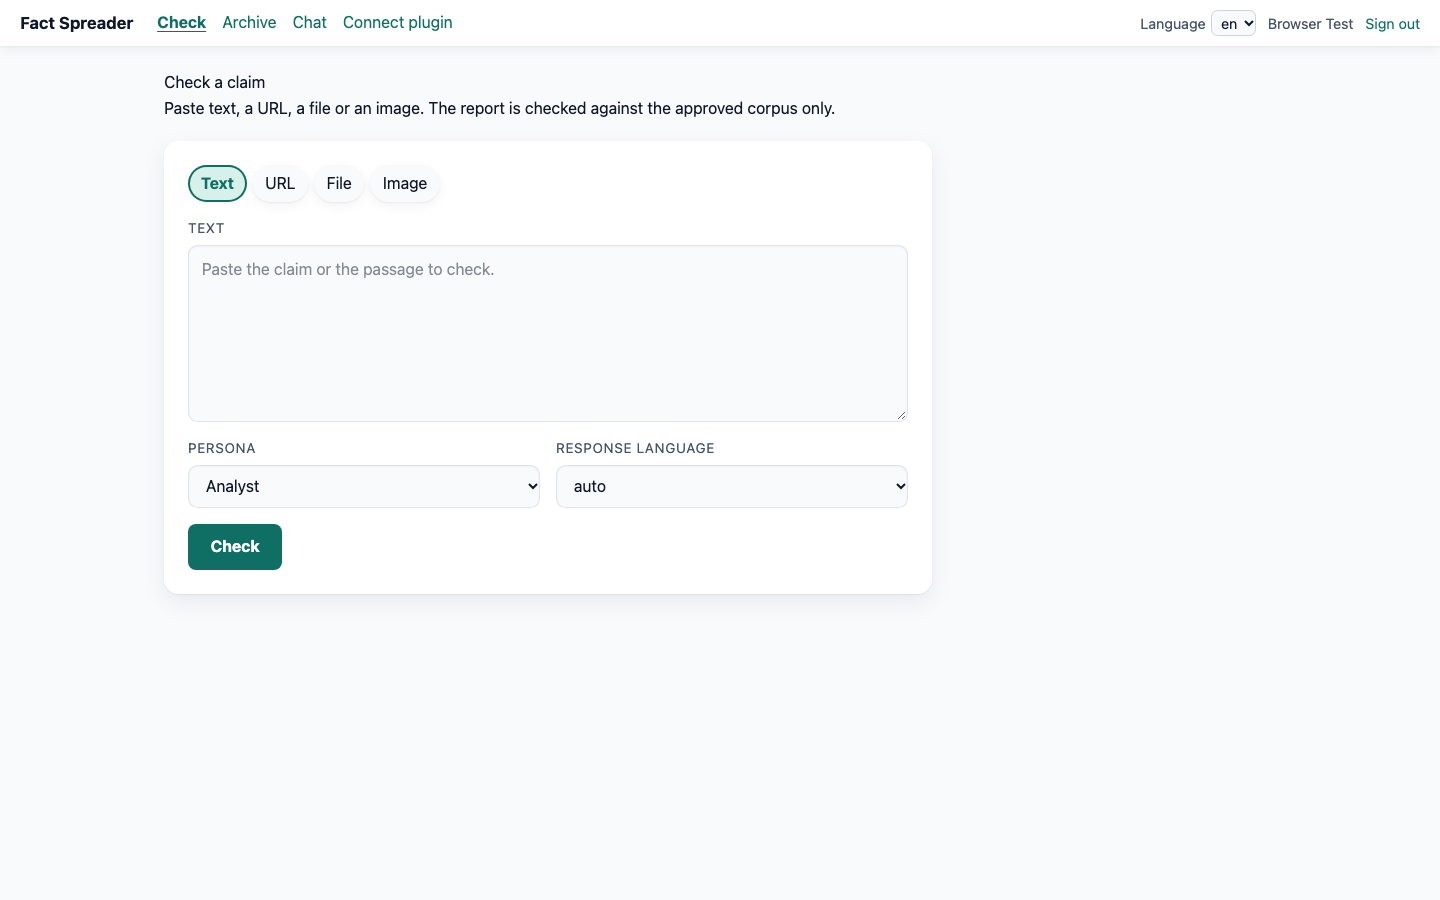 Fact Spreader Check Archive Chat Connect plugin Language en Browser Test Sign out
Check a claim
Paste text, a URL, a file or an image. The report is checked against the approved corpus only.
Text URL File Image
TEXT
Paste the claim or the passage to check.
PERSONA RESPONSE LANGUAGE
Analyst auto
Check